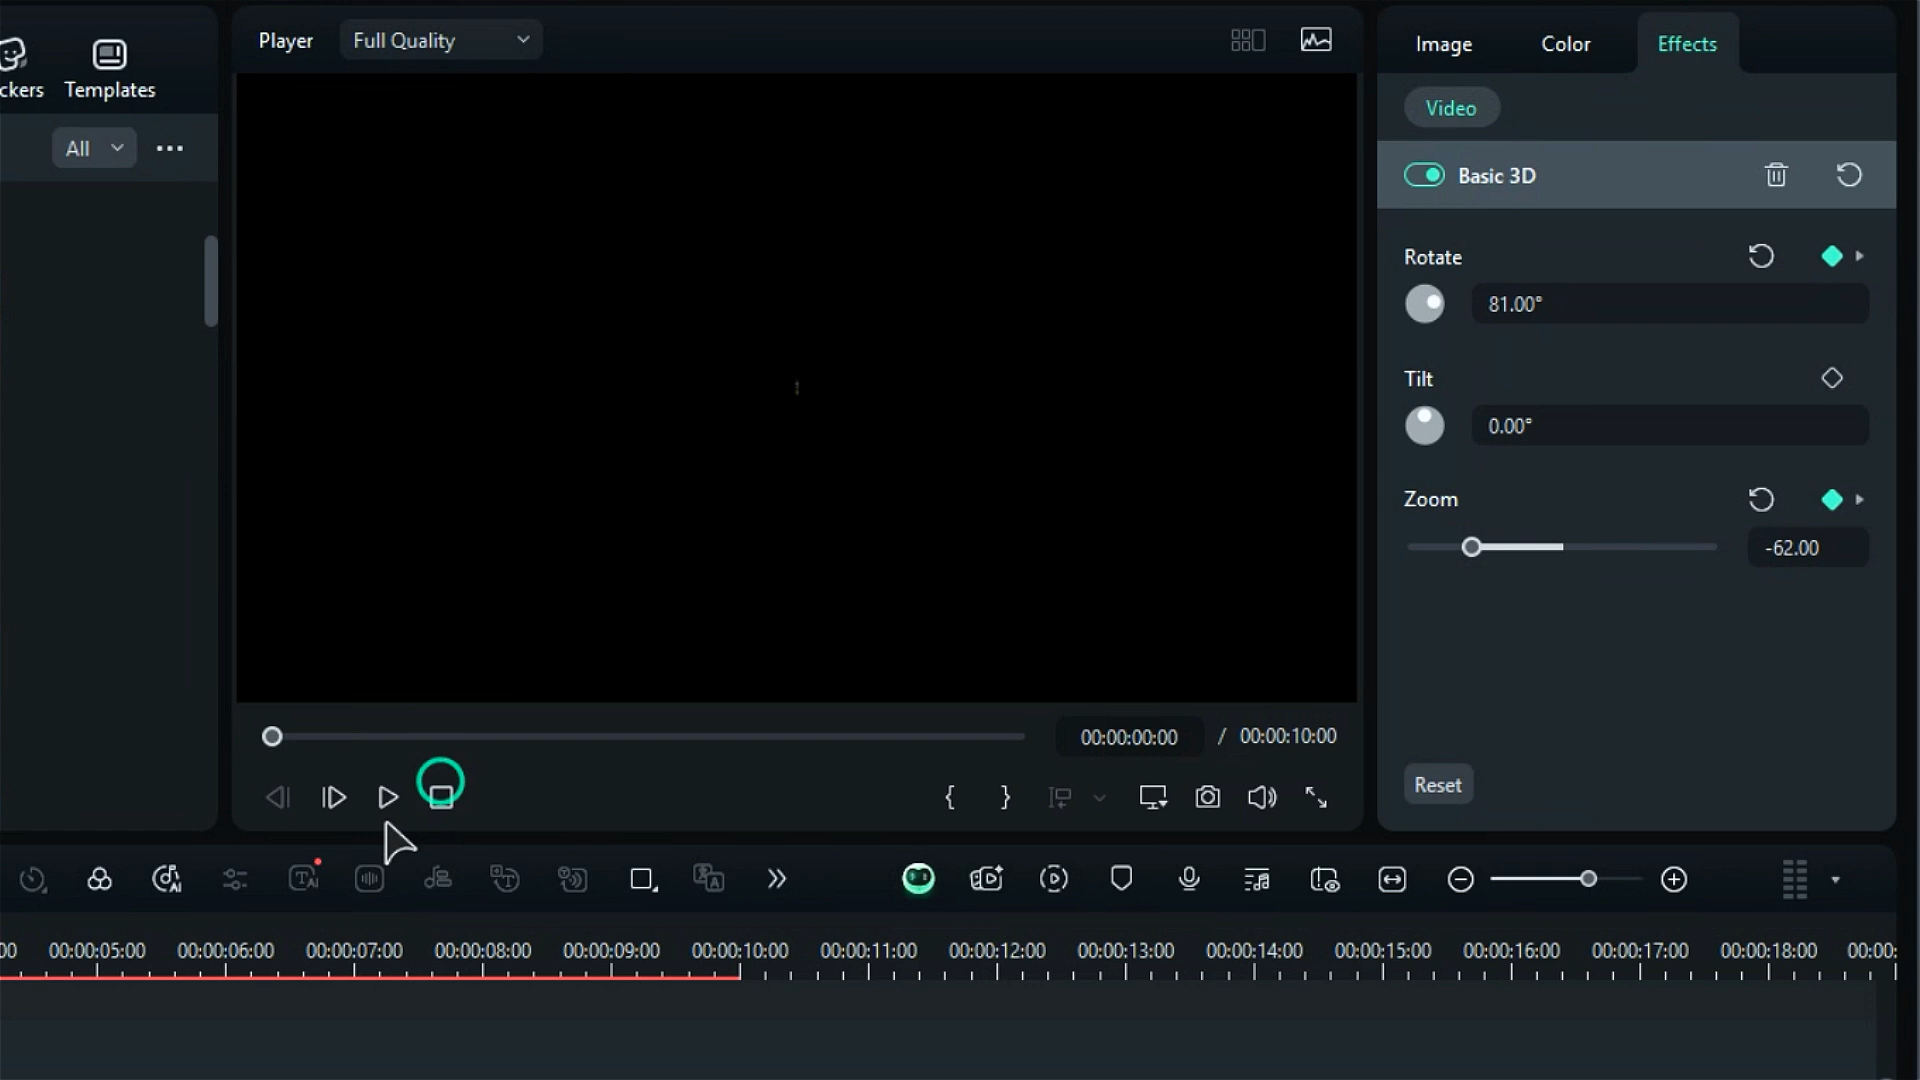 Player
Full Quality
Image
Color
Effects
ckers
Templates
Video
All
Basic 3D
Rotate
81.00°
Tilt
0.00°
Zoom
-62.00
00:00:00:00 / 00:00:10:00
Reset
00 00:00:05:00 00:00:06:00 00:00:07:00 00:00:08:00 00:00:09:00 00:00:10:00 00:00:11:00 00:00:12:00 00:00:13:00 00:00:14:00 00:00:15:00 00:00:16:00 00:00:17:00 00:00:18:00 00:00: